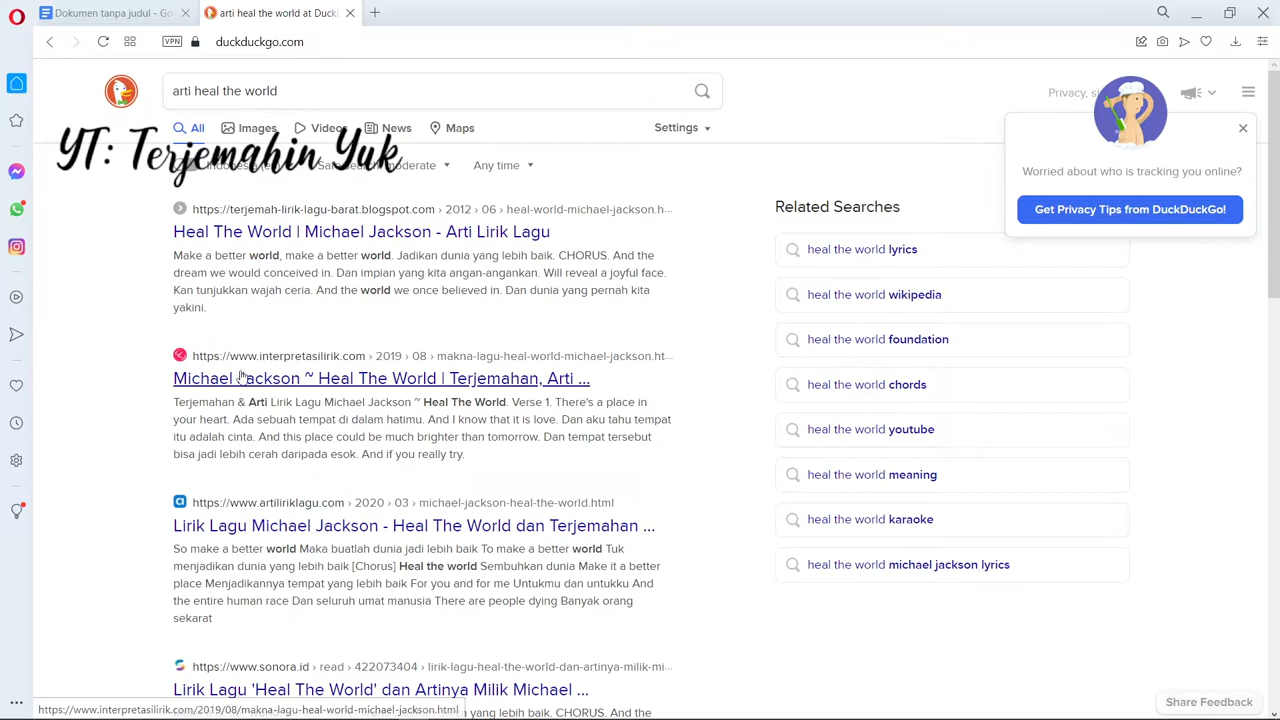 Dokumen tanpa judul - Go
arti heal the world at DuckD
VPN
duckduckgo.com
arti heal the world
Privacy, si
All
Images
Videos
News
Maps
Settings
YT: Terjemahin Yuk
Safe search: moderate
Any time
https://terjemah-lirik-lagu-barat.blogspot.com › 2012 › 06 › heal-world-michael-jackson.h...
Heal The World | Michael Jackson - Arti Lirik Lagu
Make a better world, make a better world. Jadikan dunia yang lebih baik. CHORUS. And the
dream we would conceived in. Dan impian yang kita angan-angankan. Will reveal a joyful face.
Kan tunjukkan wajah ceria. And the world we once believed in. Dan dunia yang pernah kita
yakini.
https://www.interpretasilirik.com › 2019 › 08 › makna-lagu-heal-world-michael-jackson.ht...
Michael Jackson ~ Heal The World | Terjemahan, Arti ...
Terjemahan & Arti Lirik Lagu Michael Jackson ~ Heal The World. Verse 1. There's a place in
your heart. Ada sebuah tempat di dalam hatimu. And I know that it is love. Dan aku tahu tempat
itu adalah cinta. And this place could be much brighter than tomorrow. Dan tempat tersebut
bisa jadi lebih cerah daripada esok. And if you really try.
https://www.artiliriklagu.com › 2020 › 03 › michael-jackson-heal-the-world.html
Lirik Lagu Michael Jackson - Heal The World dan Terjemahan ...
So make a better world Maka buatlah dunia jadi lebih baik To make a better world Tuk
menjadikan dunia yang lebih baik [Chorus] Heal the world Sembuhkan dunia Make it a better
place Menjadikannya tempat yang lebih baik For you and for me Untukmu dan untukku And
the entire human race Dan seluruh umat manusia There are people dying Banyak orang
sekarat
https://www.sonora.id › read › 422073404 › lirik-lagu-heal-the-world-dan-artinya-milik-mi...
Lirik Lagu 'Heal The World' dan Artinya Milik Michael ...
yang lebih baik. CHORUS. And the
https://www.interpretasilirik.com/2019/08/makna-lagu-heal-world-michael-jackson.html
Worried about who is tracking you online?
Get Privacy Tips from DuckDuckGo!
Related Searches
heal the world lyrics
heal the world wikipedia
heal the world foundation
heal the world chords
heal the world youtube
heal the world meaning
heal the world karaoke
heal the world michael jackson lyrics
Share Feedback